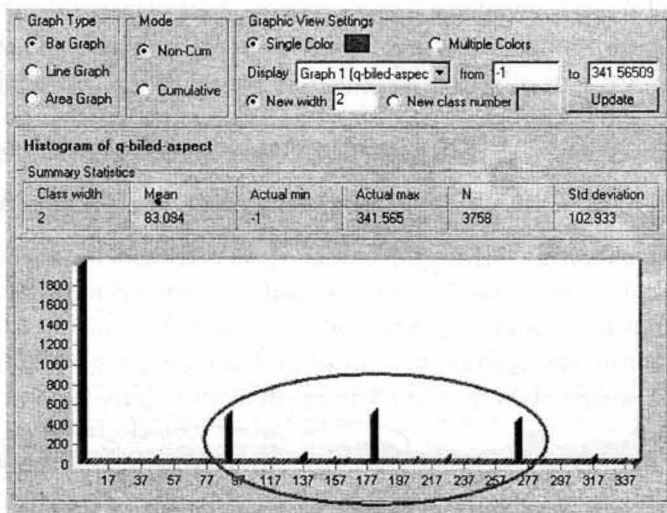 Graph Type
Bar Graph
Line Graph
Area Graph
Mode
Non-Cum
Cumulative
Graphic View Settings
Single Color Multiple Colors
Display Graph 1 (q-biled-aspec from -1 to 341.56509
New width 2 New class number Update
Histogram of q-biled-aspect
Summary Statistics
Class width Mean Actual min Actual max N Std deviation
2 83.094 -1 341.565 3758 102.933
1800
1600
1400
1200
1000
800
600
400
200
0
17 37 57 77 97 117 137 157 177 197 217 237 257 277 297 317 337